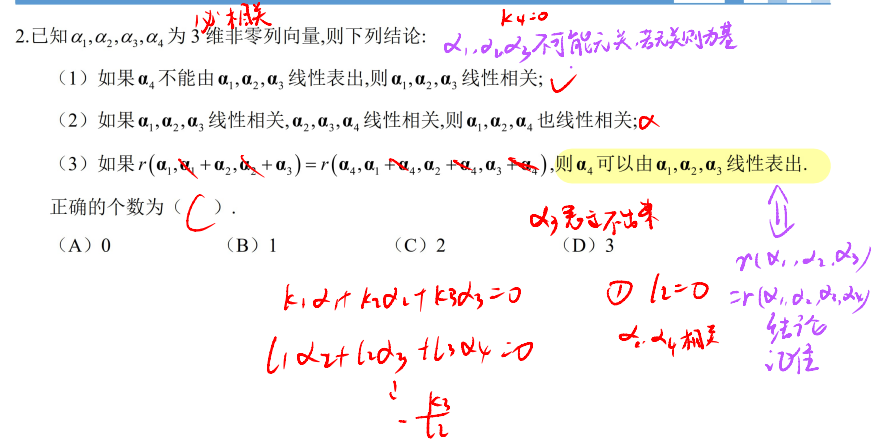 必相关
k₄=0
2.已知α₁,α₂,α₃,α₄为3维非零列向量,则下列结论:
α₁,α₂,α₃不可能无关.若无关则为基
（1）如果α₄不能由α₁,α₂,α₃线性表出,则α₁,α₂,α₃线性相关;
（2）如果α₁,α₂,α₃线性相关,α₂,α₃,α₄线性相关,则α₁,α₂,α₄也线性相关;
（3）如果r(α₁,α₁+α₂,α₂+α₃)=r(α₄,α₁+α₄,α₂+α₄,α₃+α₄),则α₄可以由α₁,α₂,α₃线性表出.
正确的个数为（C）.
（A）0 （B）1 （C）2 （D）3
r(α₁,α₂,α₃)
=r(α₁,α₂,α₃,α₄)
结论
记住
k₁α₁+k₂α₂+k₃α₃=0
① l₂=0
l₁α₂+l₂α₃+l₃α₄=0
α₂,α₄相关
-k₃/l₂